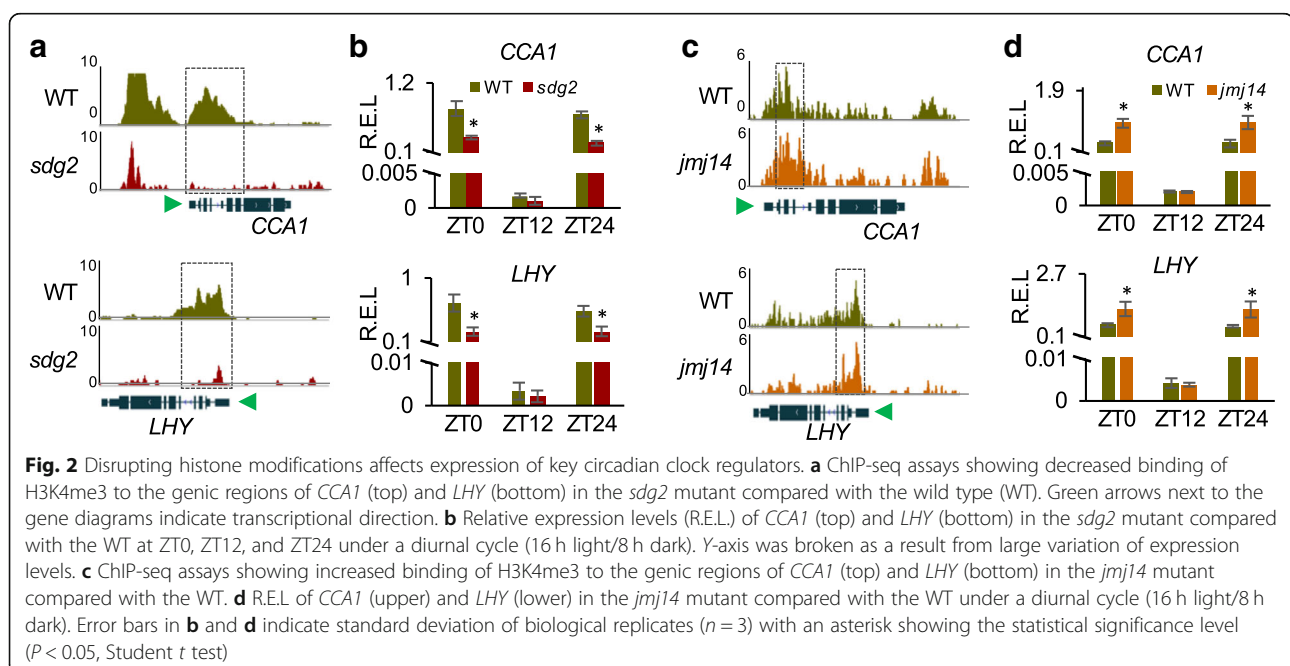 a
10
WT
0
10
sdg2
0
CCA1
10
WT
0
10
sdg2
0
LHY
b
CCA1
1.2
WT sdg2
R.E.L
* *
0.1
0.005
0
ZT0 ZT12 ZT24
LHY
1
R.E.L
* *
0.1
0.01
0
ZT0 ZT12 ZT24
c
6
WT
0
6
jmj14
0
CCA1
6
WT
0
6
jmj14
0
LHY
d
CCA1
1.9
WT jmj14
R.E.L
* *
0.1
0.005
0
ZT0 ZT12 ZT24
LHY
2.7
R.E.L
* *
0.1
0.01
0
ZT0 ZT12 ZT24
Fig. 2 Disrupting histone modifications affects expression of key circadian clock regulators. a ChIP-seq assays showing decreased binding of
H3K4me3 to the genic regions of CCA1 (top) and LHY (bottom) in the sdg2 mutant compared with the wild type (WT). Green arrows next to the
gene diagrams indicate transcriptional direction. b Relative expression levels (R.E.L.) of CCA1 (top) and LHY (bottom) in the sdg2 mutant compared
with the WT at ZT0, ZT12, and ZT24 under a diurnal cycle (16 h light/8 h dark). Y-axis was broken as a result from large variation of expression
levels. c ChIP-seq assays showing increased binding of H3K4me3 to the genic regions of CCA1 (top) and LHY (bottom) in the jmj14 mutant
compared with the WT. d R.E.L of CCA1 (upper) and LHY (lower) in the jmj14 mutant compared with the WT under a diurnal cycle (16 h light/8 h
dark). Error bars in b and d indicate standard deviation of biological replicates (n = 3) with an asterisk showing the statistical significance level
(P < 0.05, Student t test)